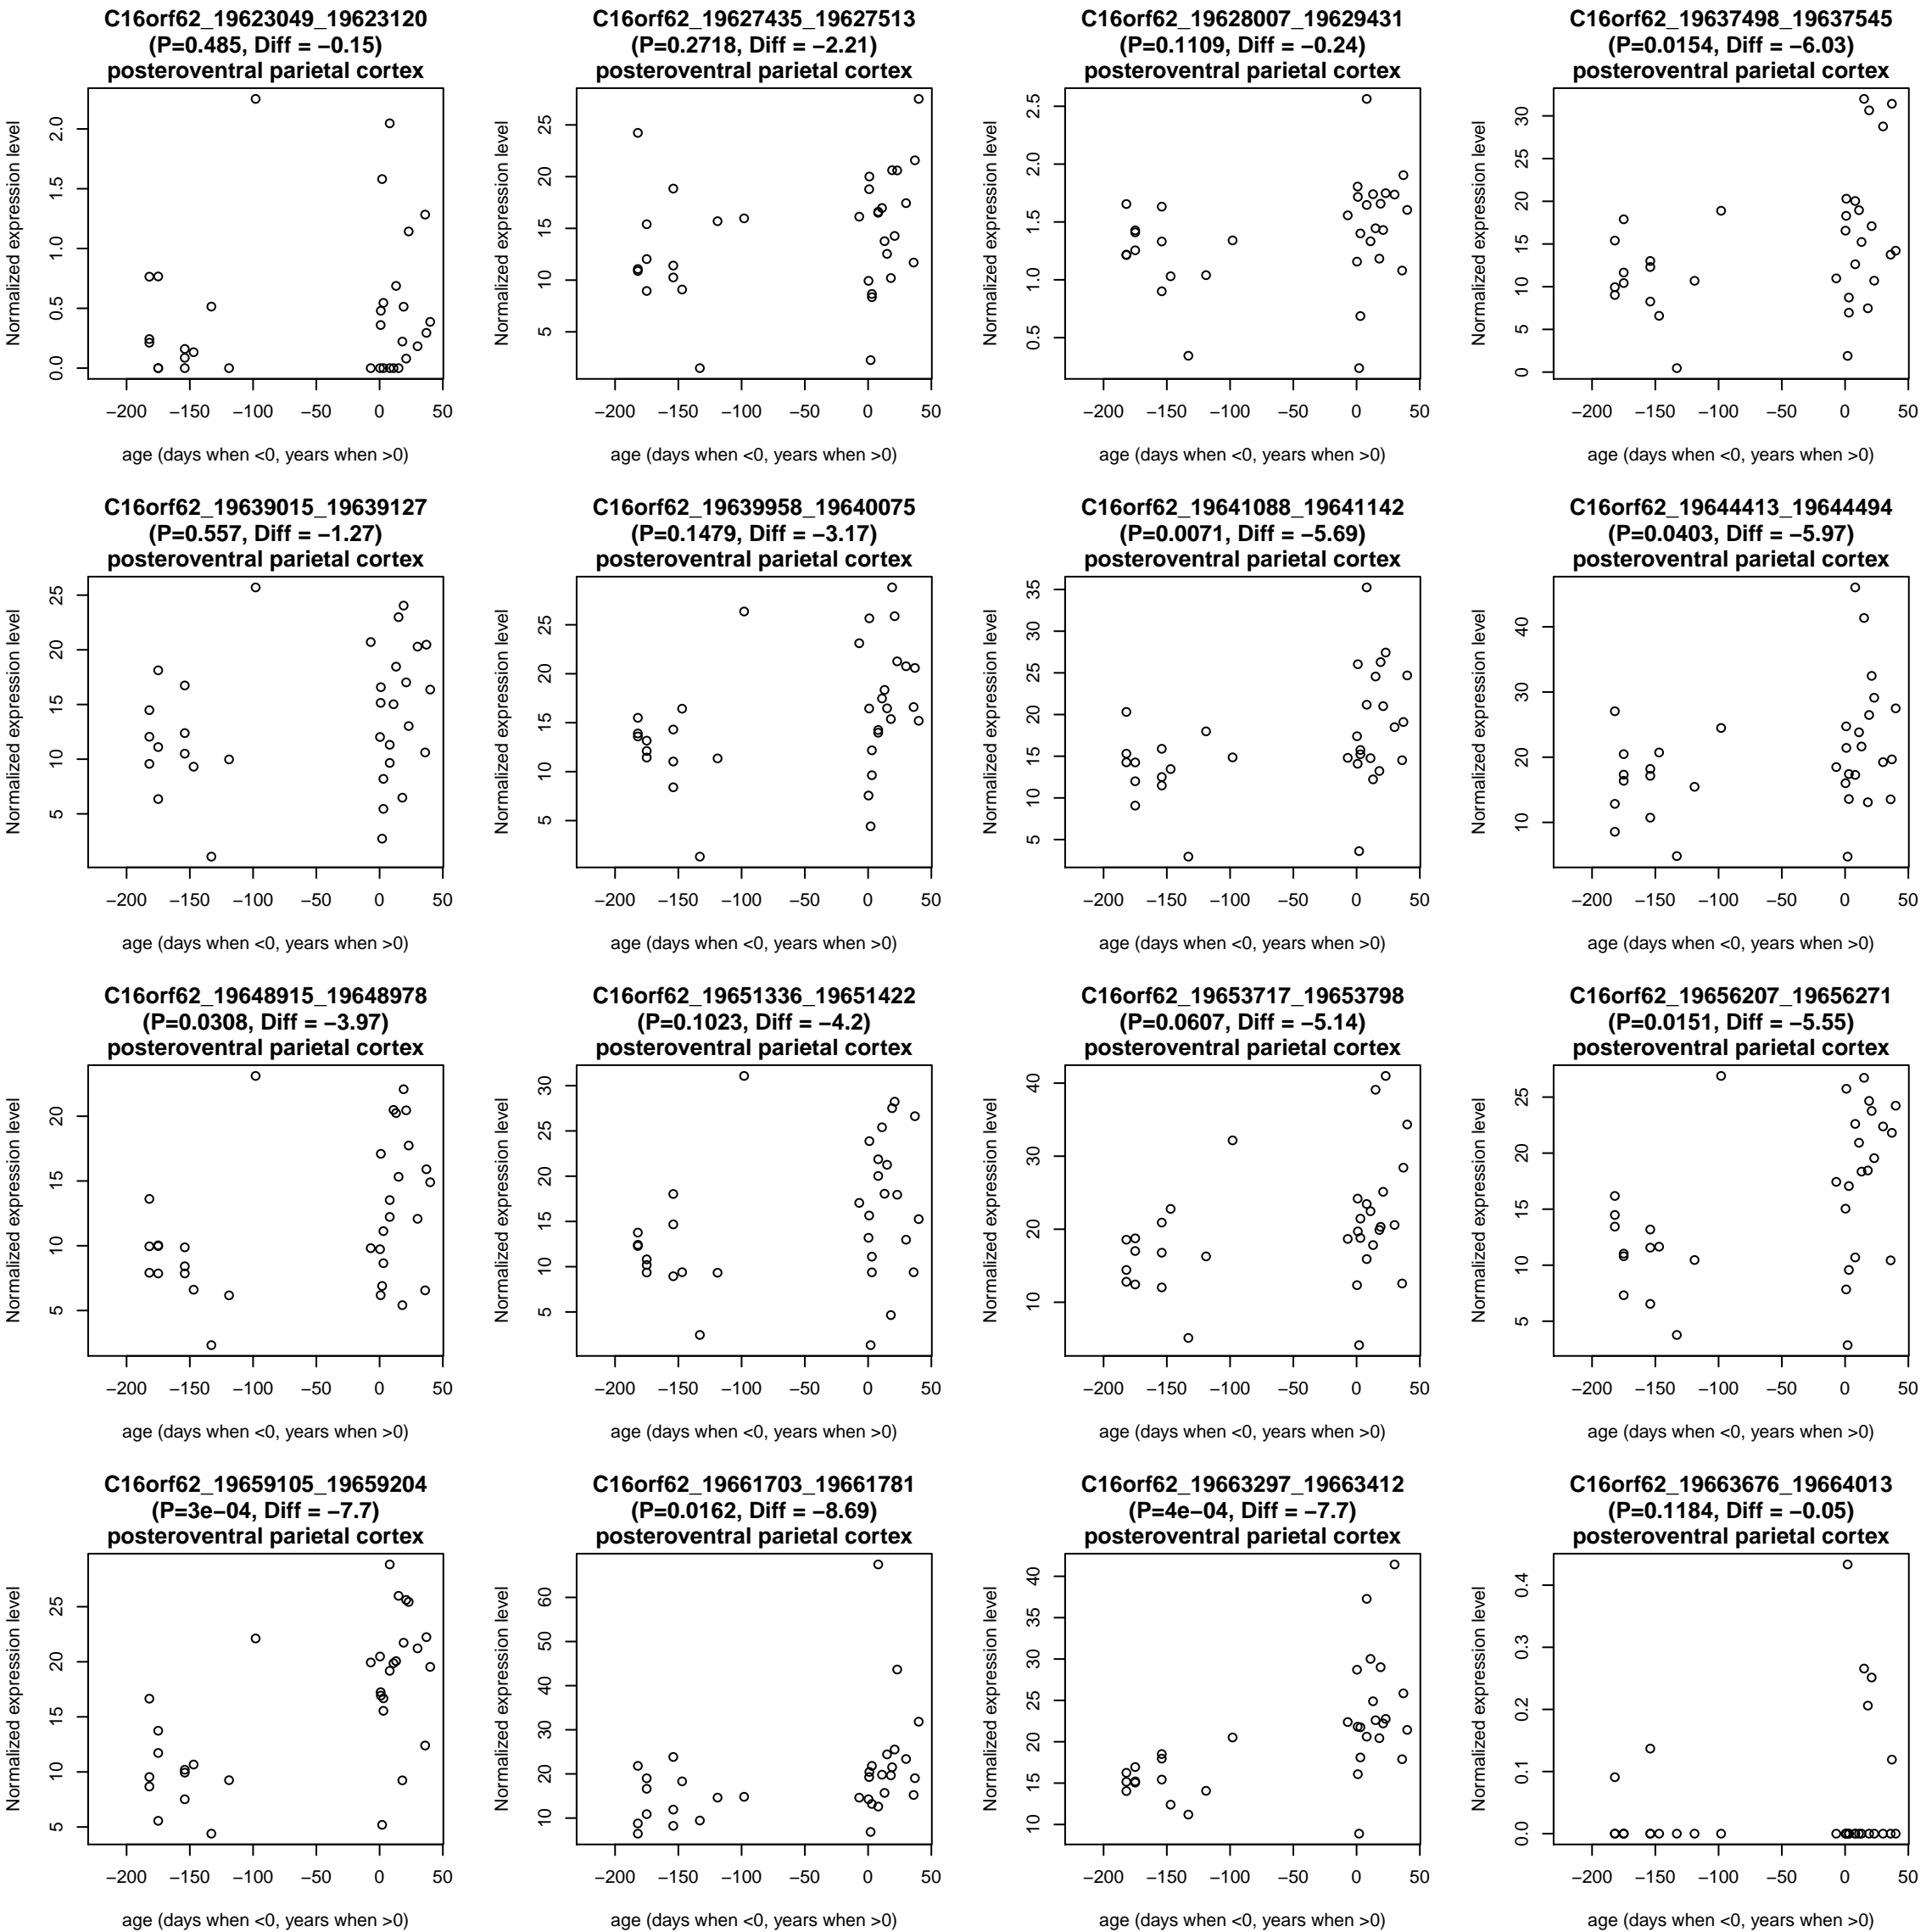 C16orf62_19623049_19623120
(P=0.485, Diff = −0.15)
posteroventral parietal cortex
Normalized expression level
0.0 0.5 1.0 1.5 2.0
−200 −150 −100 −50 0 50
age (days when <0, years when >0)
C16orf62_19627435_19627513
(P=0.2718, Diff = −2.21)
posteroventral parietal cortex
Normalized expression level
5 10 15 20 25
−200 −150 −100 −50 0 50
age (days when <0, years when >0)
C16orf62_19628007_19629431
(P=0.1109, Diff = −0.24)
posteroventral parietal cortex
Normalized expression level
0.5 1.0 1.5 2.0 2.5
−200 −150 −100 −50 0 50
age (days when <0, years when >0)
C16orf62_19637498_19637545
(P=0.0154, Diff = −6.03)
posteroventral parietal cortex
Normalized expression level
0 5 10 15 20 25 30
−200 −150 −100 −50 0 50
age (days when <0, years when >0)
C16orf62_19639015_19639127
(P=0.557, Diff = −1.27)
posteroventral parietal cortex
Normalized expression level
5 10 15 20 25
−200 −150 −100 −50 0 50
age (days when <0, years when >0)
C16orf62_19639958_19640075
(P=0.1479, Diff = −3.17)
posteroventral parietal cortex
Normalized expression level
5 10 15 20 25
−200 −150 −100 −50 0 50
age (days when <0, years when >0)
C16orf62_19641088_19641142
(P=0.0071, Diff = −5.69)
posteroventral parietal cortex
Normalized expression level
5 10 15 20 25 30 35
−200 −150 −100 −50 0 50
age (days when <0, years when >0)
C16orf62_19644413_19644494
(P=0.0403, Diff = −5.97)
posteroventral parietal cortex
Normalized expression level
10 20 30 40
−200 −150 −100 −50 0 50
age (days when <0, years when >0)
C16orf62_19648915_19648978
(P=0.0308, Diff = −3.97)
posteroventral parietal cortex
Normalized expression level
5 10 15 20
−200 −150 −100 −50 0 50
age (days when <0, years when >0)
C16orf62_19651336_19651422
(P=0.1023, Diff = −4.2)
posteroventral parietal cortex
Normalized expression level
5 10 15 20 25 30
−200 −150 −100 −50 0 50
age (days when <0, years when >0)
C16orf62_19653717_19653798
(P=0.0607, Diff = −5.14)
posteroventral parietal cortex
Normalized expression level
10 20 30 40
−200 −150 −100 −50 0 50
age (days when <0, years when >0)
C16orf62_19656207_19656271
(P=0.0151, Diff = −5.55)
posteroventral parietal cortex
Normalized expression level
5 10 15 20 25
−200 −150 −100 −50 0 50
age (days when <0, years when >0)
C16orf62_19659105_19659204
(P=3e−04, Diff = −7.7)
posteroventral parietal cortex
Normalized expression level
5 10 15 20 25
−200 −150 −100 −50 0 50
age (days when <0, years when >0)
C16orf62_19661703_19661781
(P=0.0162, Diff = −8.69)
posteroventral parietal cortex
Normalized expression level
10 20 30 40 50 60
−200 −150 −100 −50 0 50
age (days when <0, years when >0)
C16orf62_19663297_19663412
(P=4e−04, Diff = −7.7)
posteroventral parietal cortex
Normalized expression level
10 15 20 25 30 35 40
−200 −150 −100 −50 0 50
age (days when <0, years when >0)
C16orf62_19663676_19664013
(P=0.1184, Diff = −0.05)
posteroventral parietal cortex
Normalized expression level
0.0 0.1 0.2 0.3 0.4
−200 −150 −100 −50 0 50
age (days when <0, years when >0)